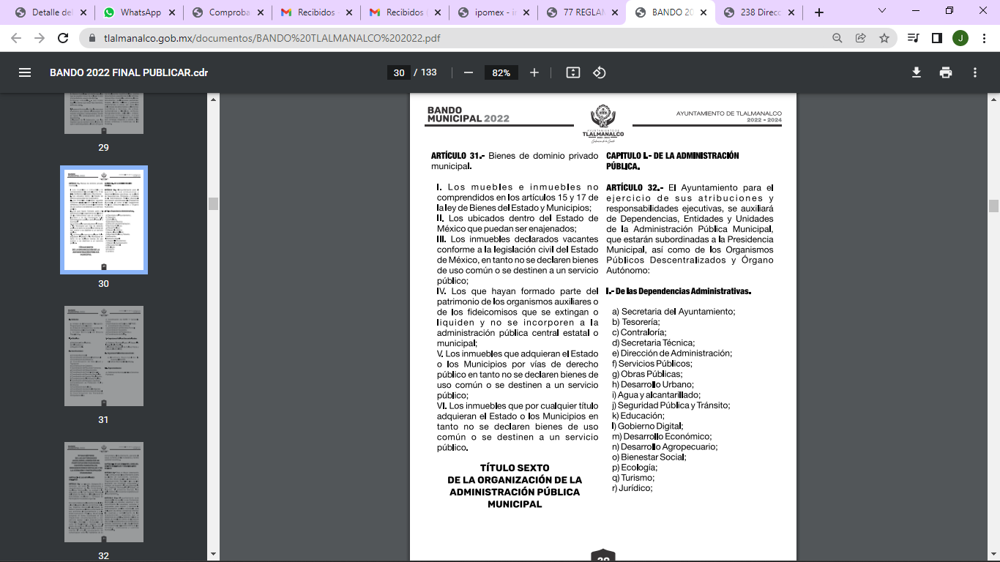 Detalle del
WhatsApp
Comproba
Recibidos
Recibidos
ipomex - i
77 REGLA
BANDO 20
238 Direcc
tlalmanalco.gob.mx/documentos/BANDO%20TLALMANALCO%202022.pdf
J
BANDO 2022 FINAL PUBLICAR.cdr
30 / 133
82%
29
30
31
32
BANDO
MUNICIPAL 2022
AYUNTAMIENTO DE
TLALMANALCO
AYUNTAMIENTO DE TLALMANALCO
2022 - 2024
ARTÍCULO 31.- Bienes de dominio privado
municipal.
I. Los muebles e inmuebles no
comprendidos en los artículos 15 y 17 de
la ley de Bienes del Estado y Municipios;
II. Los ubicados dentro del Estado de
México que puedan ser enajenados;
III. Los inmuebles declarados vacantes
conforme a la legislación civil del Estado
de México, en tanto no se declaren bienes
de uso común o se destinen a un servicio
público;
IV. Los que hayan formado parte del
patrimonio de los organismos auxiliares o
de los fideicomisos que se extingan o
liquiden y no se incorporen a la
administración pública central estatal o
municipal;
V. Los inmuebles que adquieran el Estado
o los Municipios por vías de derecho
público en tanto no se declaren bienes de
uso común o se destinen a un servicio
público;
VI. Los inmuebles que por cualquier título
adquieran el Estado o los Municipios en
tanto no se declaren bienes de uso
común o se destinen a un servicio
público.
TÍTULO SEXTO
DE LA ORGANIZACIÓN DE LA
ADMINISTRACIÓN PÚBLICA
MUNICIPAL
CAPITULO I.- DE LA ADMINISTRACIÓN
PÚBLICA.
ARTÍCULO 32.- El Ayuntamiento para el
ejercicio de sus atribuciones y
responsabilidades ejecutivas, se auxiliará
de Dependencias, Entidades y Unidades
de la Administración Pública Municipal,
que estarán subordinadas a la Presidencia
Municipal, así como de los Organismos
Públicos Descentralizados y Órgano
Autónomo:
I.- De las Dependencias Administrativas.
a) Secretaria del Ayuntamiento;
b) Tesorería;
c) Contraloría;
d) Secretaria Técnica;
e) Dirección de Administración;
f) Servicios Públicos;
g) Obras Públicas;
h) Desarrollo Urbano;
i) Agua y alcantarillado;
j) Seguridad Pública y Tránsito;
k) Educación;
l) Gobierno Digital;
m) Desarrollo Económico;
n) Desarrollo Agropecuario;
o) Bienestar Social;
p) Ecología;
q) Turismo;
r) Jurídico;